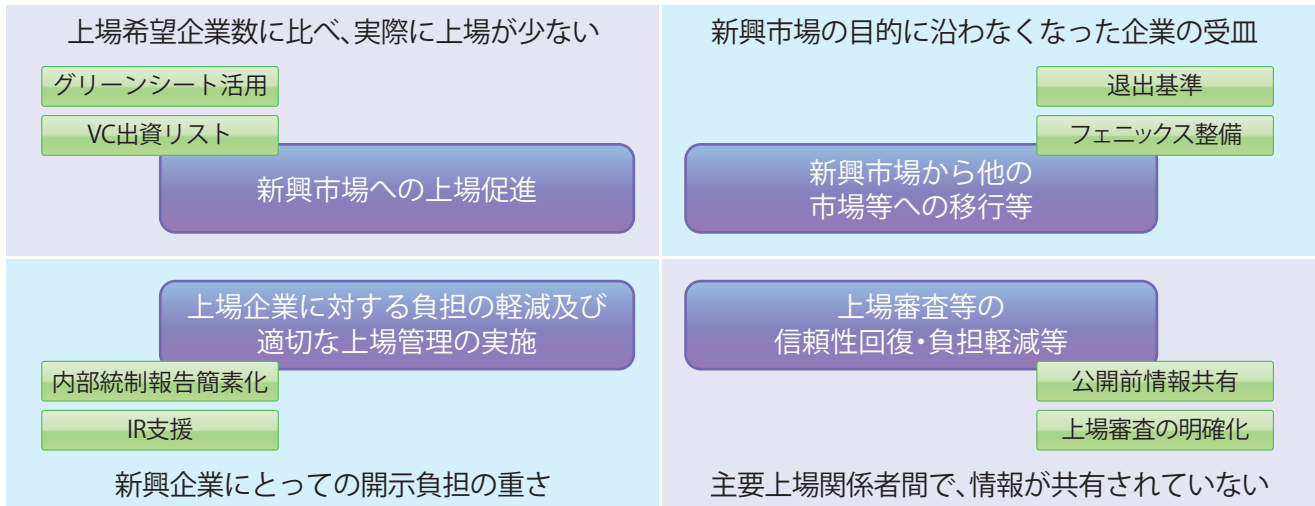 上場希望企業数に比べ、実際に上場が少ない
グリーンシート活用
VC出資リスト
新興市場への上場促進
新興市場の目的に沿わなくなった企業の受皿
退出基準
フェニックス整備
新興市場から他の
市場等への移行等
上場企業に対する負担の軽減及び
適切な上場管理の実施
内部統制報告簡素化
IR支援
新興企業にとっての開示負担の重さ
上場審査等の
信頼性回復・負担軽減等
公開前情報共有
上場審査の明確化
主要上場関係者間で、情報が共有されていない